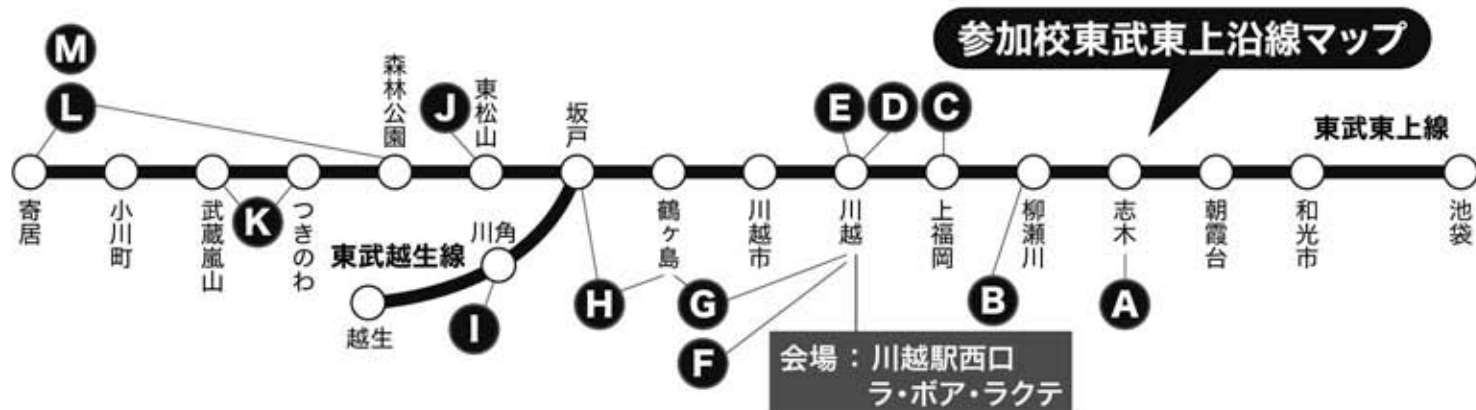 参加校東武東上沿線マップ
M
L
森林公園
J
東松山
坂戸
E
D
C
東武東上線
寄居
小川町
武蔵嵐山
K
つきのわ
東武越生線
川角
越生
I
H
鶴ヶ島
G
F
川越市
川越
上福岡
柳瀬川
B
志木
A
朝霞台
和光市
池袋
会場：川越駅西口
ラ・ボア・ラクテ